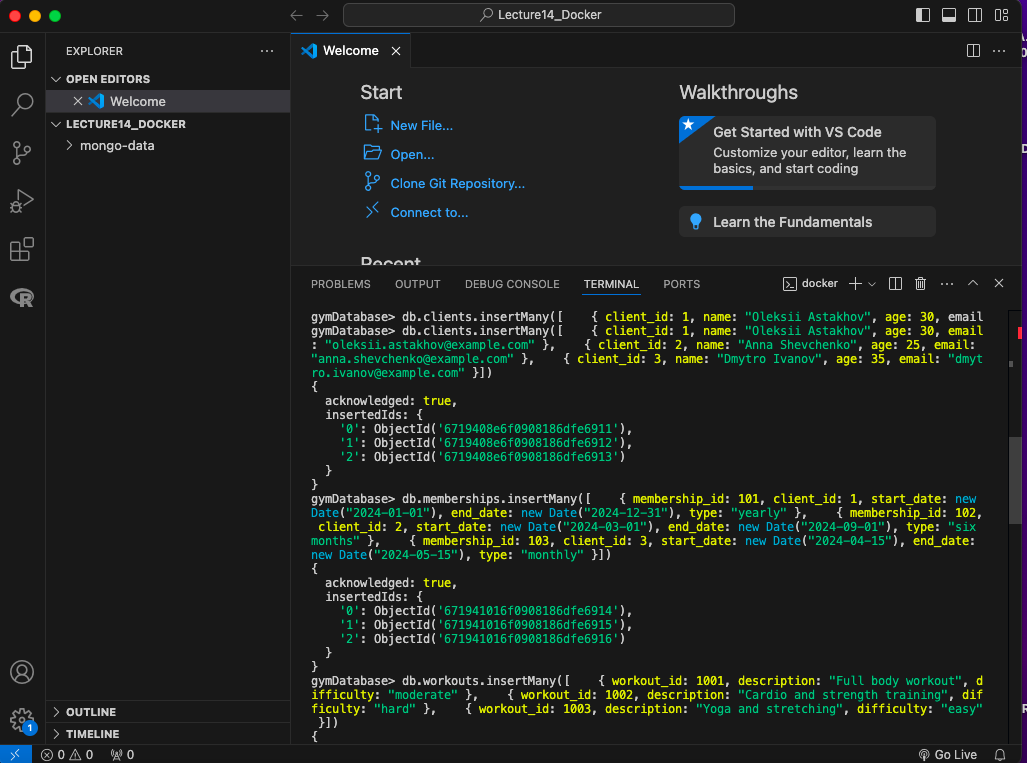 Lecture14_Docker
EXPLORER
OPEN EDITORS
Welcome
LECTURE14_DOCKER
mongo-data
OUTLINE
TIMELINE
Welcome
Start
New File...
Open...
Clone Git Repository...
Connect to...
Recent
Walkthroughs
Get Started with VS Code
Customize your editor, learn the
basics, and start coding
Learn the Fundamentals
PROBLEMS OUTPUT DEBUG CONSOLE TERMINAL PORTS docker
gymDatabase> db.clients.insertMany([    { client_id: 1, name: "Oleksii Astakhov", age: 30, email
gymDatabase> db.clients.insertMany([    { client_id: 1, name: "Oleksii Astakhov", age: 30, email
: "oleksii.astakhov@example.com" },    { client_id: 2, name: "Anna Shevchenko", age: 25, email:
"anna.shevchenko@example.com" },    { client_id: 3, name: "Dmytro Ivanov", age: 35, email: "dmyt
ro.ivanov@example.com" }])
{
  acknowledged: true,
  insertedIds: {
    '0': ObjectId('6719408e6f0908186dfe6911'),
    '1': ObjectId('6719408e6f0908186dfe6912'),
    '2': ObjectId('6719408e6f0908186dfe6913')
  }
}
gymDatabase> db.memberships.insertMany([    { membership_id: 101, client_id: 1, start_date: new
Date("2024-01-01"), end_date: new Date("2024-12-31"), type: "yearly" },    { membership_id: 102,
 client_id: 2, start_date: new Date("2024-03-01"), end_date: new Date("2024-09-01"), type: "six
months" },    { membership_id: 103, client_id: 3, start_date: new Date("2024-04-15"), end_date:
new Date("2024-05-15"), type: "monthly" }])
{
  acknowledged: true,
  insertedIds: {
    '0': ObjectId('671941016f0908186dfe6914'),
    '1': ObjectId('671941016f0908186dfe6915'),
    '2': ObjectId('671941016f0908186dfe6916')
  }
}
gymDatabase> db.workouts.insertMany([    { workout_id: 1001, description: "Full body workout", d
ifficulty: "moderate" },    { workout_id: 1002, description: "Cardio and strength training", dif
ficulty: "hard" },    { workout_id: 1003, description: "Yoga and stretching", difficulty: "easy"
 }])
{
1
0 0 0
Go Live